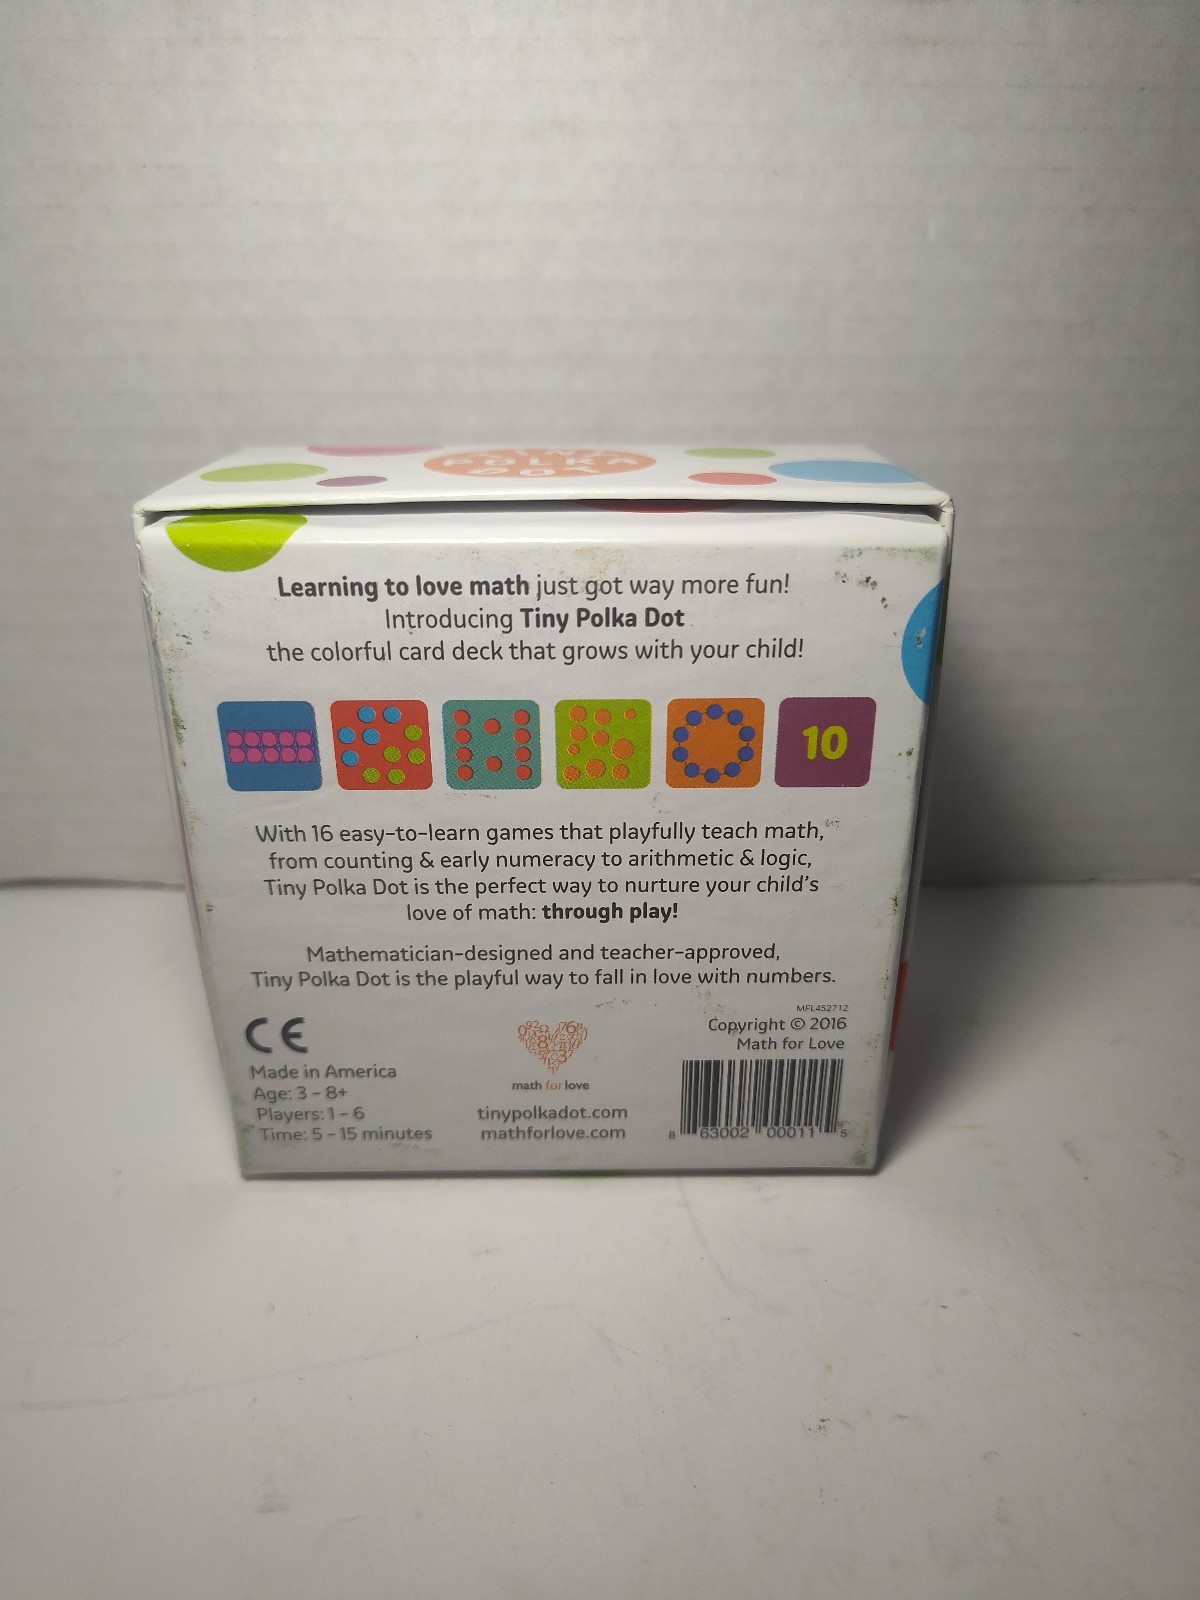 POLKA
DOT
Learning to love math just got way more fun!
Introducing Tiny Polka Dot
the colorful card deck that grows with your child!
10
With 16 easy-to-learn games that playfully teach math,
from counting & early numeracy to arithmetic & logic,
Tiny Polka Dot is the perfect way to nurture your child's
love of math: through play!
Mathematician-designed and teacher-approved,
Tiny Polka Dot is the playful way to fall in love with numbers.
CE
Made in America
Age: 3 - 8+
Players: 1 - 6
Time: 5 - 15 minutes
math for love
tinypolkadot.com
mathforlove.com
MFL452712
Copyright © 2016
Math for Love
8 63002 00011 5